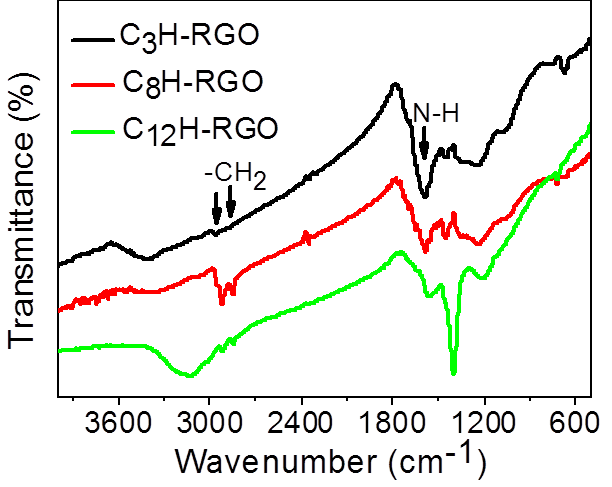 C3H-RGO
C8H-RGO
C12H-RGO
N-H
-CH2
Transmittance (%)
3600 3000 2400 1800 1200 600
Wavenumber (cm-1)